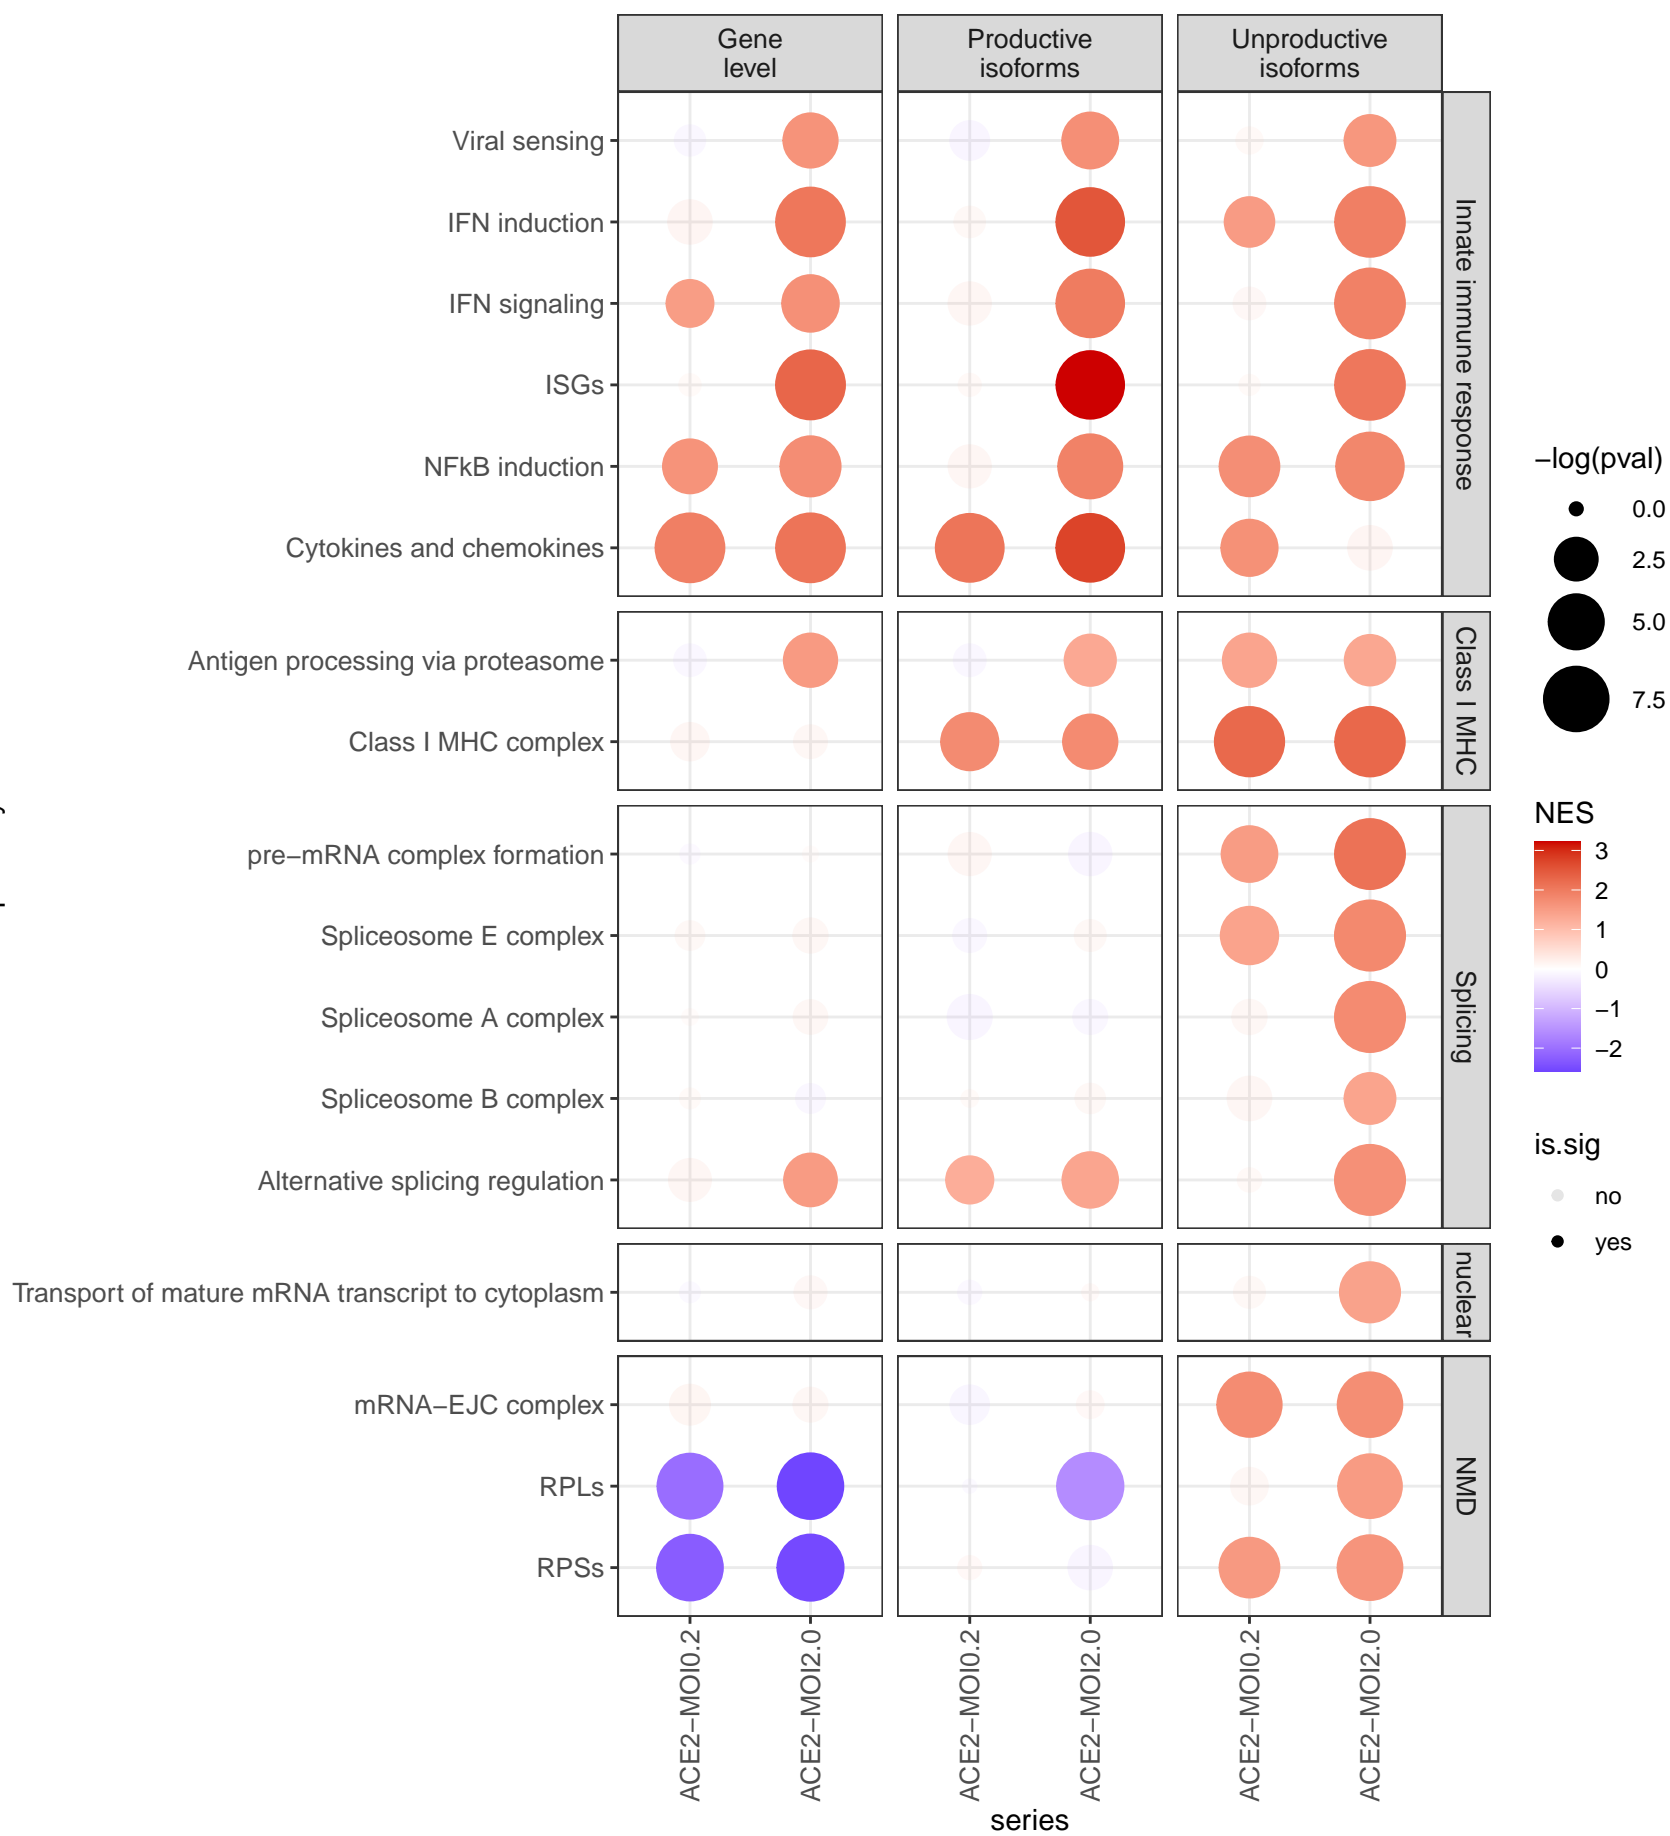 Gene
level
Productive
isoforms
Unproductive
isoforms
Viral sensing
IFN induction
IFN signaling
ISGs
NFkB induction
Cytokines and chemokines
Innate immune response
Antigen processing via proteasome
Class I MHC complex
Class I MHC
pre−mRNA complex formation
Spliceosome E complex
Spliceosome A complex
Spliceosome B complex
Alternative splicing regulation
Splicing
Transport of mature mRNA transcript to cytoplasm
nuclear
mRNA−EJC complex
RPLs
RPSs
NMD
ACE2−MOI0.2
ACE2−MOI2.0
ACE2−MOI0.2
ACE2−MOI2.0
ACE2−MOI0.2
ACE2−MOI2.0
series
−log(pval)
0.0
2.5
5.0
7.5
NES
3
2
1
0
−1
−2
is.sig
no
yes